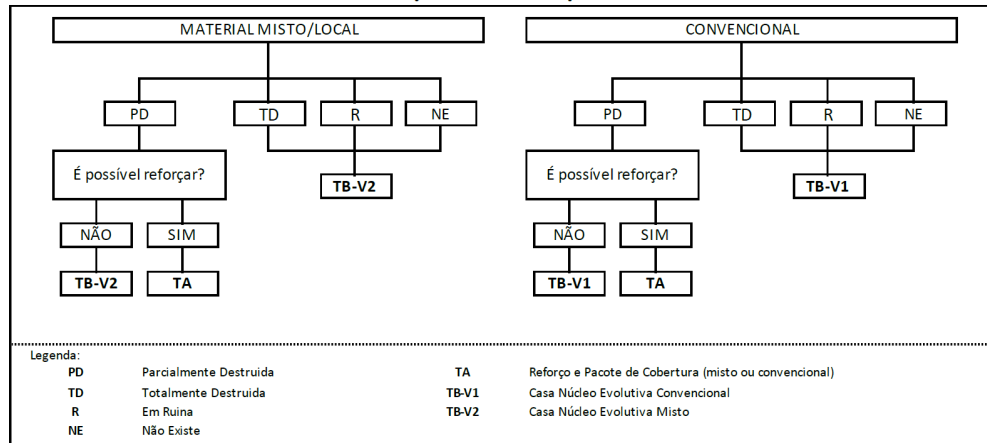 MATERIAL MISTO/LOCAL
CONVENCIONAL
PD
TD
R
NE
PD
TD
R
NE
É possível reforçar?
TB-V2
É possível reforçar?
TB-V1
NÃO
SIM
NÃO
SIM
TB-V2
TA
TB-V1
TA
Legenda:
PD Parcialmente Destruida TA Reforço e Pacote de Cobertura (misto ou convencional)
TD Totalmente Destruida TB-V1 Casa Núcleo Evolutiva Convencional
R Em Ruina TB-V2 Casa Núcleo Evolutiva Misto
NE Não Existe